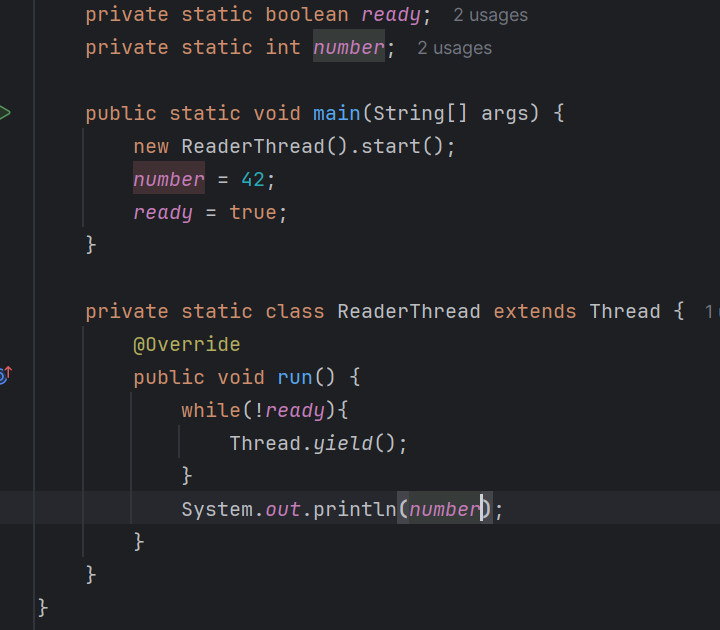 private static boolean ready; 2 usages
private static int number; 2 usages
public static void main(String[] args) {
new ReaderThread().start();
number = 42;
ready = true;
}
private static class ReaderThread extends Thread { 1
@Override
public void run() {
while(!ready){
Thread.yield();
}
System.out.println(number);
}
}
}